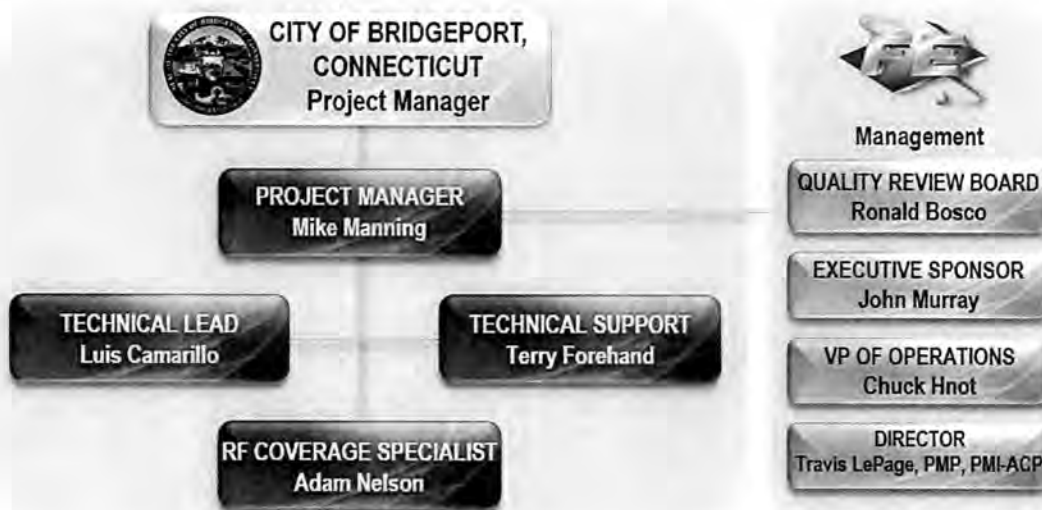 CITY OF BRIDGEPORT,
CONNECTICUT
Project Manager
PROJECT MANAGER
Mike Manning
TECHNICAL LEAD
Luis Camarillo
TECHNICAL SUPPORT
Terry Forehand
RF COVERAGE SPECIALIST
Adam Nelson
FE
Management
QUALITY REVIEW BOARD
Ronald Bosco
EXECUTIVE SPONSOR
John Murray
VP OF OPERATIONS
Chuck Hnot
DIRECTOR
Travis LePage, PMP, PMI-ACP